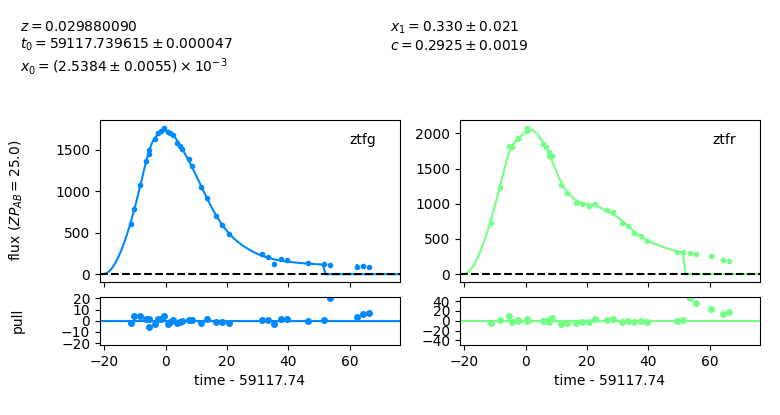 z = 0.029880090
t₀ = 59117.739615 ± 0.000047
x₀ = (2.5384 ± 0.0055) × 10⁻³
x₁ = 0.330 ± 0.021
c = 0.2925 ± 0.0019
flux (ZP_AB = 25.0)
1500
1000
500
0
ztfg
2000
1500
1000
500
0
ztfr
pull
20
10
0
−10
−20
40
20
0
−20
−40
−20 0 20 40 60
−20 0 20 40 60
time - 59117.74
time - 59117.74